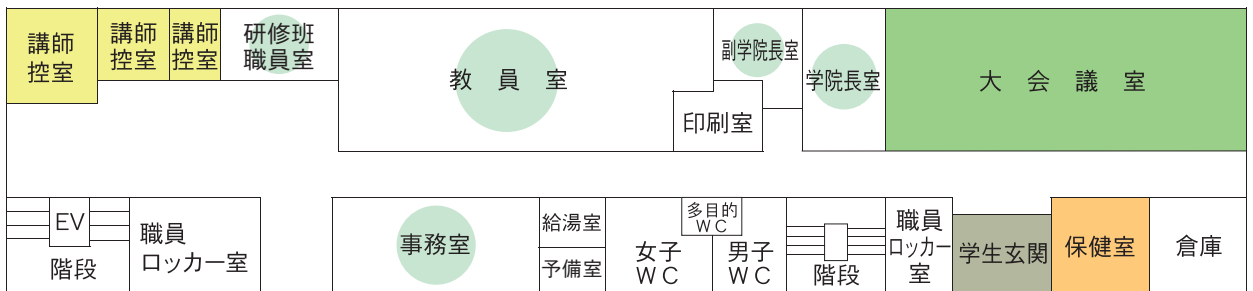 講師
控室
講師
控室
講師
控室
研修班
職員室
教員室
副学院長室
印刷室
学院長室
大会議室
EV
階段
職員
ロッカー室
事務室
給湯室
予備室
女子
WC
多目的
WC
男子
WC
階段
職員
ロッカー
室
学生玄関
保健室
倉庫